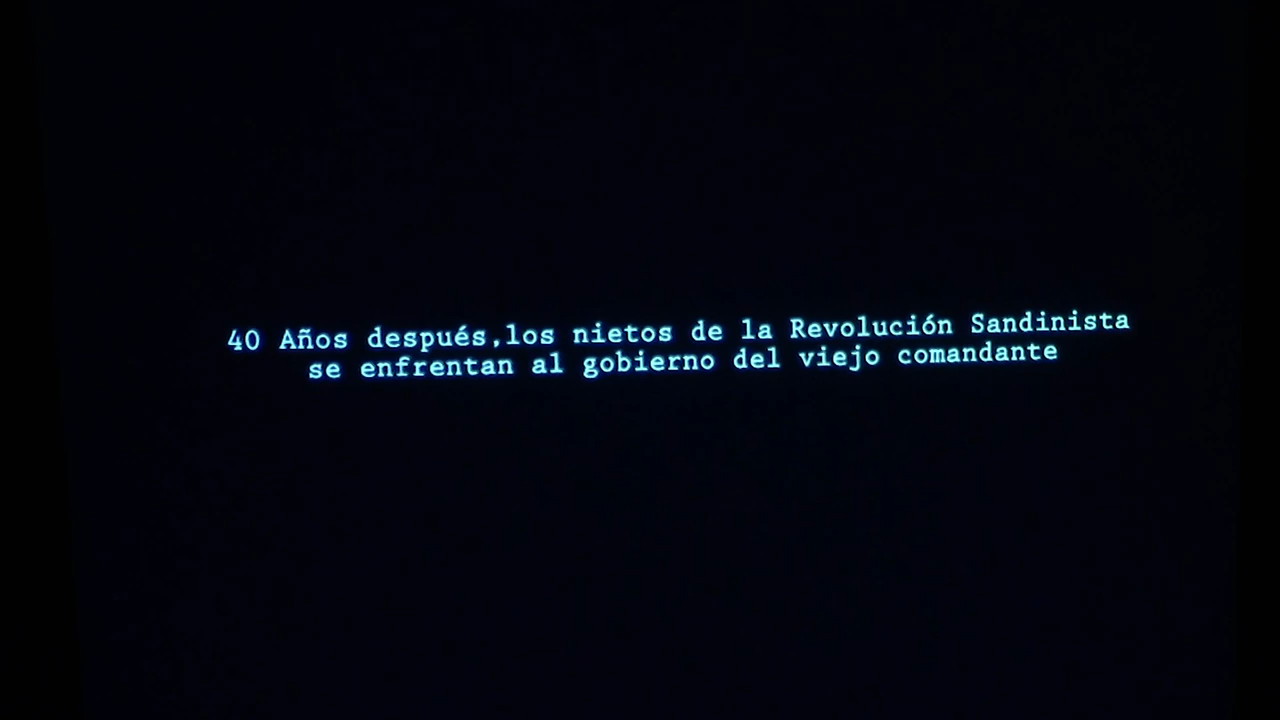 40 Años después,los nietos de la Revolución Sandinista
se enfrentan al gobierno del viejo comandante